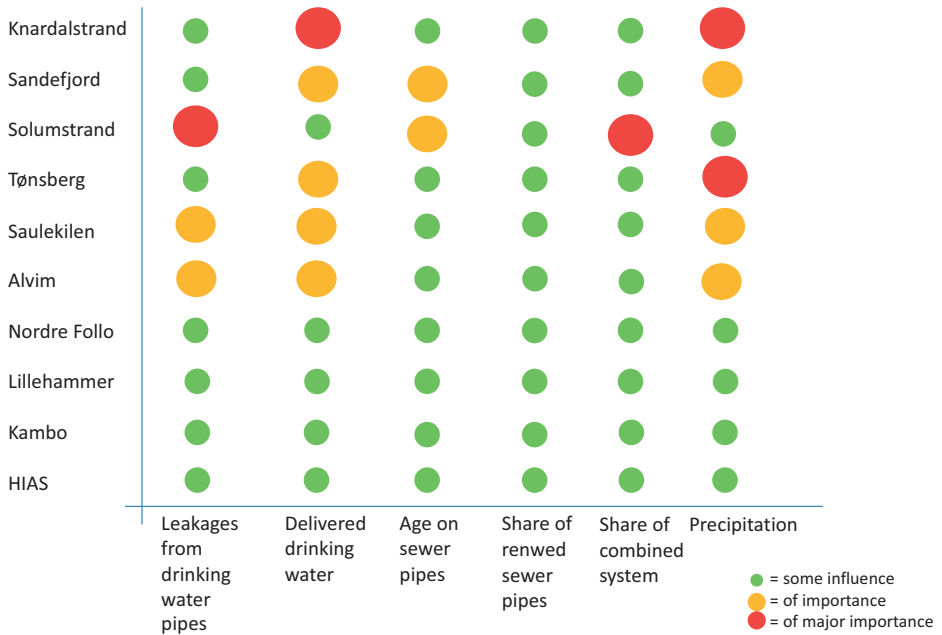 Knardalstrand
Sandefjord
Solumstrand
Tønsberg
Saulekilen
Alvim
Nordre Follo
Lillehammer
Kambo
HIAS
Leakages
from
drinking
water
pipes
Delivered
drinking
water
Age on
sewer
pipes
Share of
renwed
sewer
pipes
Share of
combined
system
Precipitation
= some influence
= of importance
= of major importance